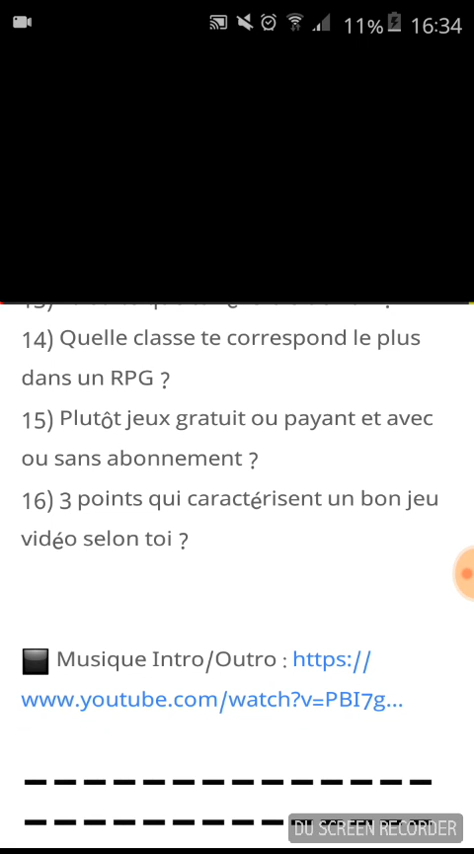 11% 16:34
14) Quelle classe te correspond le plus
dans un RPG ?
15) Plutôt jeux gratuit ou payant et avec
ou sans abonnement ?
16) 3 points qui caractérisent un bon jeu
vidéo selon toi ?
Musique Intro/Outro : https://
www.youtube.com/watch?v=PBI7g...
DU SCREEN RECORDER